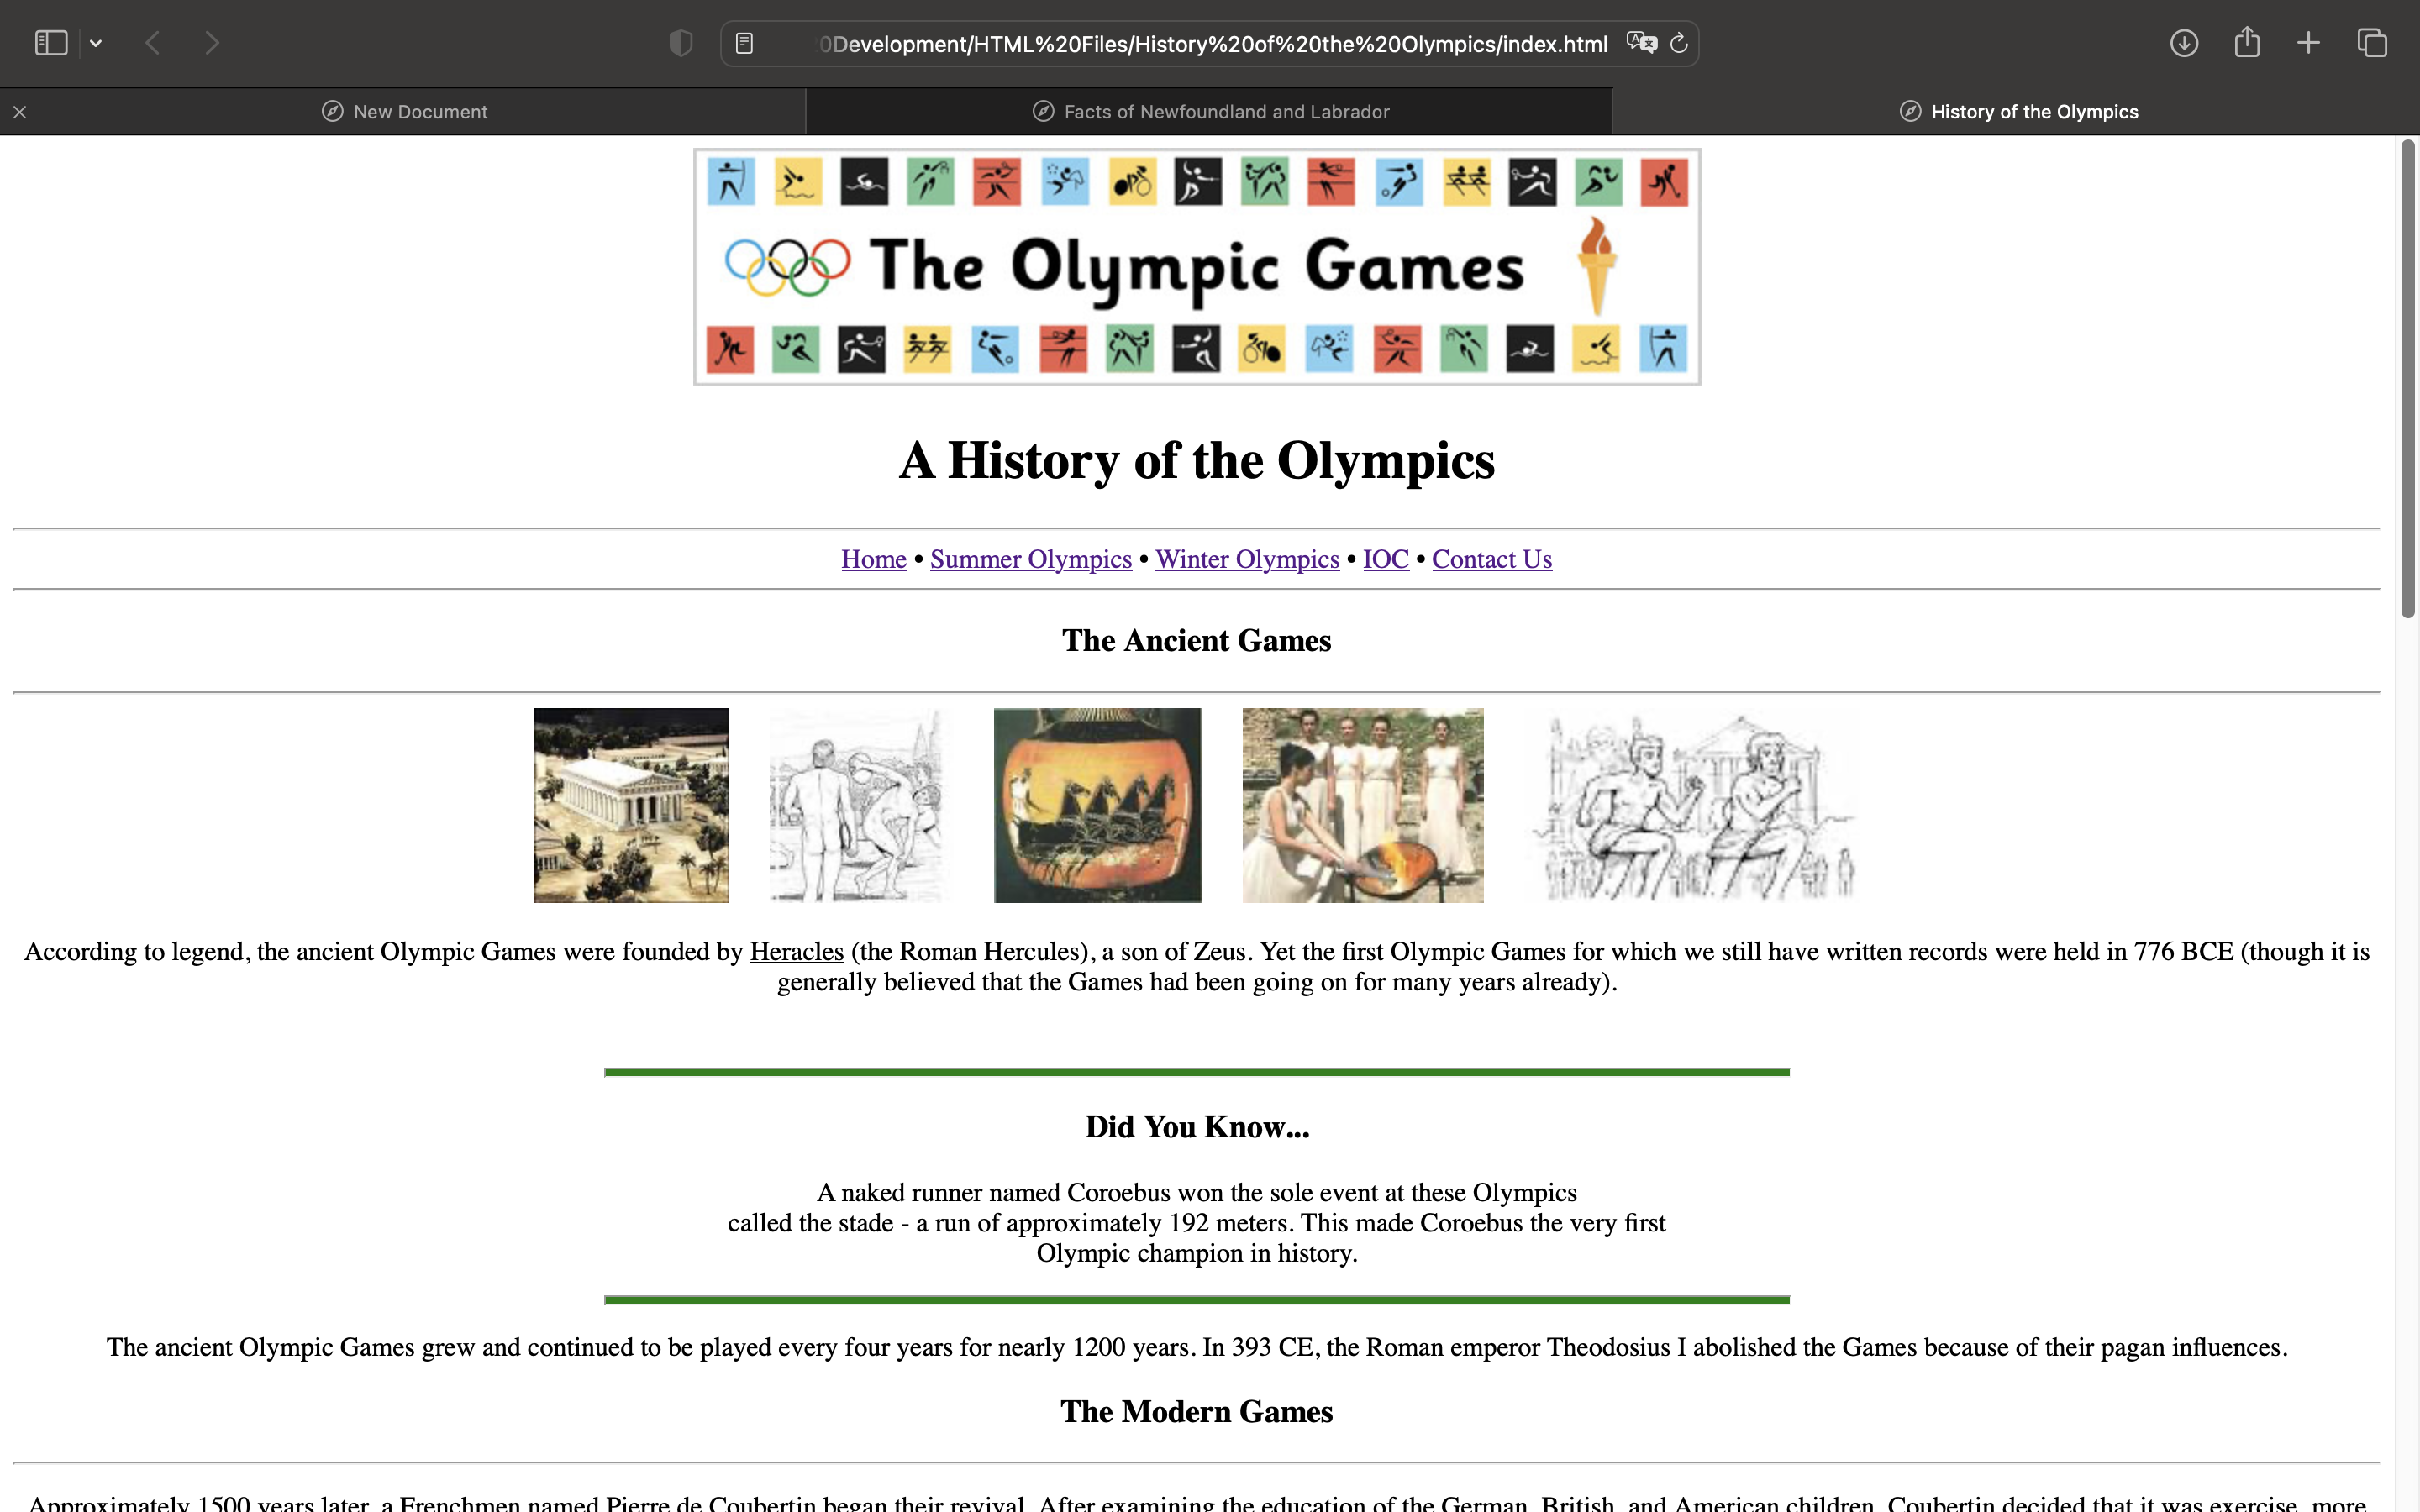 0Development/HTML%20Files/History%20of%20the%20Olympics/index.html
New Document
Facts of Newfoundland and Labrador
History of the Olympics
The Olympic Games
A History of the Olympics
Home • Summer Olympics • Winter Olympics • IOC • Contact Us
The Ancient Games
According to legend, the ancient Olympic Games were founded by Heracles (the Roman Hercules), a son of Zeus. Yet the first Olympic Games for which we still have written records were held in 776 BCE (though it is
generally believed that the Games had been going on for many years already).
Did You Know...
A naked runner named Coroebus won the sole event at these Olympics
called the stade - a run of approximately 192 meters. This made Coroebus the very first
Olympic champion in history.
The ancient Olympic Games grew and continued to be played every four years for nearly 1200 years. In 393 CE, the Roman emperor Theodosius I abolished the Games because of their pagan influences.
The Modern Games
Approximately 1500 years later, a Frenchmen named Pierre de Coubertin began their revival. After examining the education of the German, British, and American children, Coubertin decided that it was exercise, more